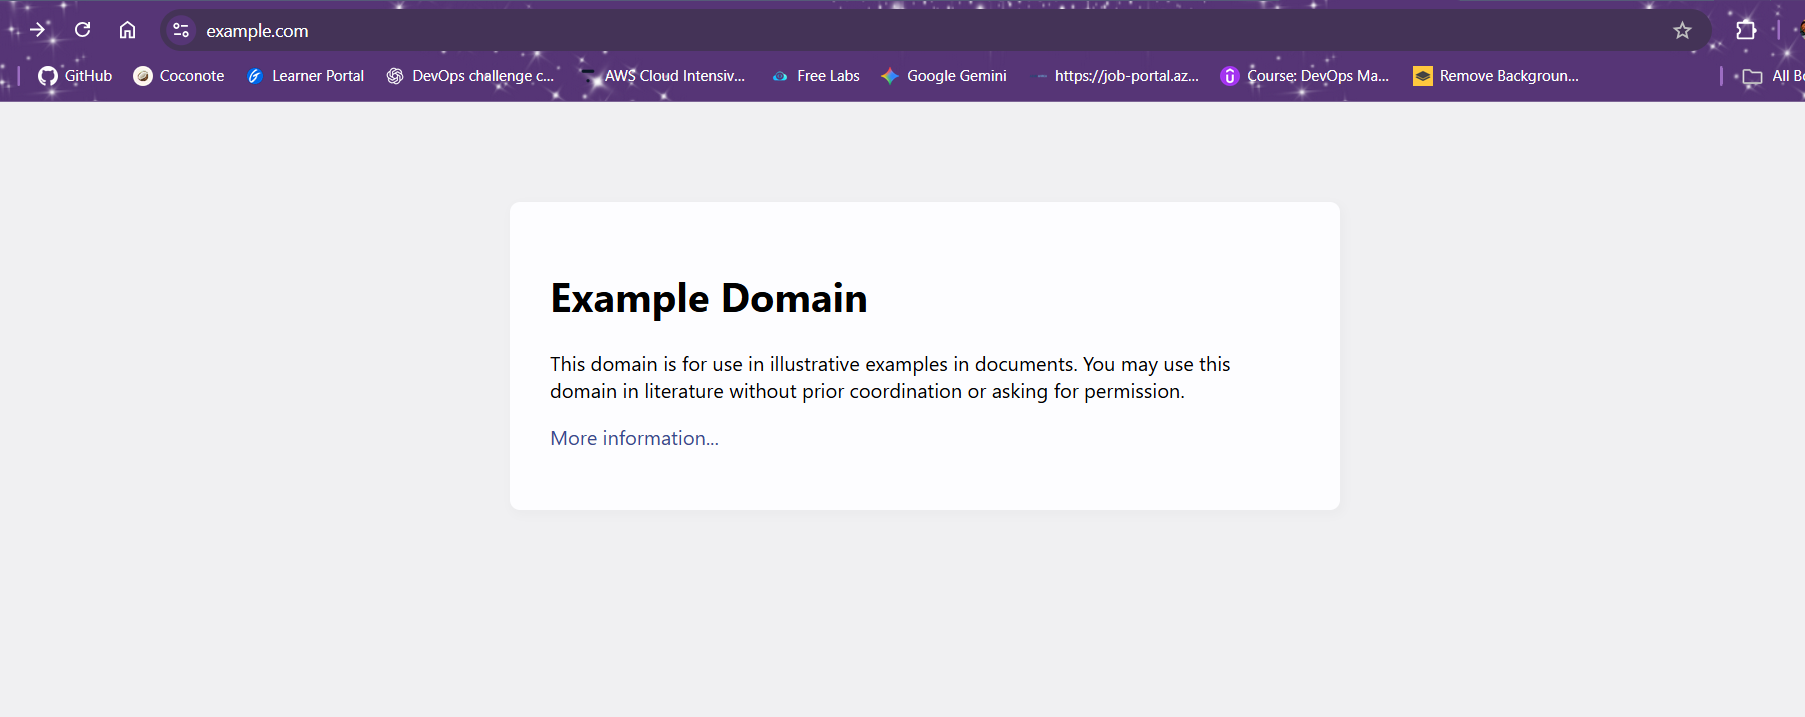 example.com
GitHub Coconote Learner Portal DevOps challenge c... AWS Cloud Intensiv... Free Labs Google Gemini https://job-portal.az... Course: DevOps Ma... Remove Backgroun... All Bo
Example Domain
This domain is for use in illustrative examples in documents. You may use this
domain in literature without prior coordination or asking for permission.
More information...